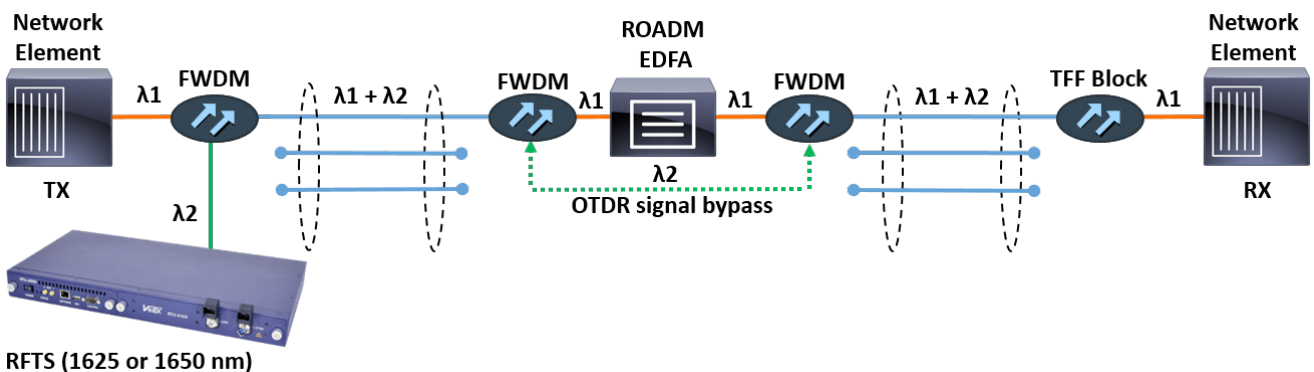 Network
Element
ROADM
EDFA
Network
Element
FWDM
λ1 + λ2
FWDM
λ1
λ1
FWDM
λ1 + λ2
TFF Block
λ1
λ1
TX
λ2
λ2
OTDR signal bypass
RX
VeEX
RFTS (1625 or 1650 nm)